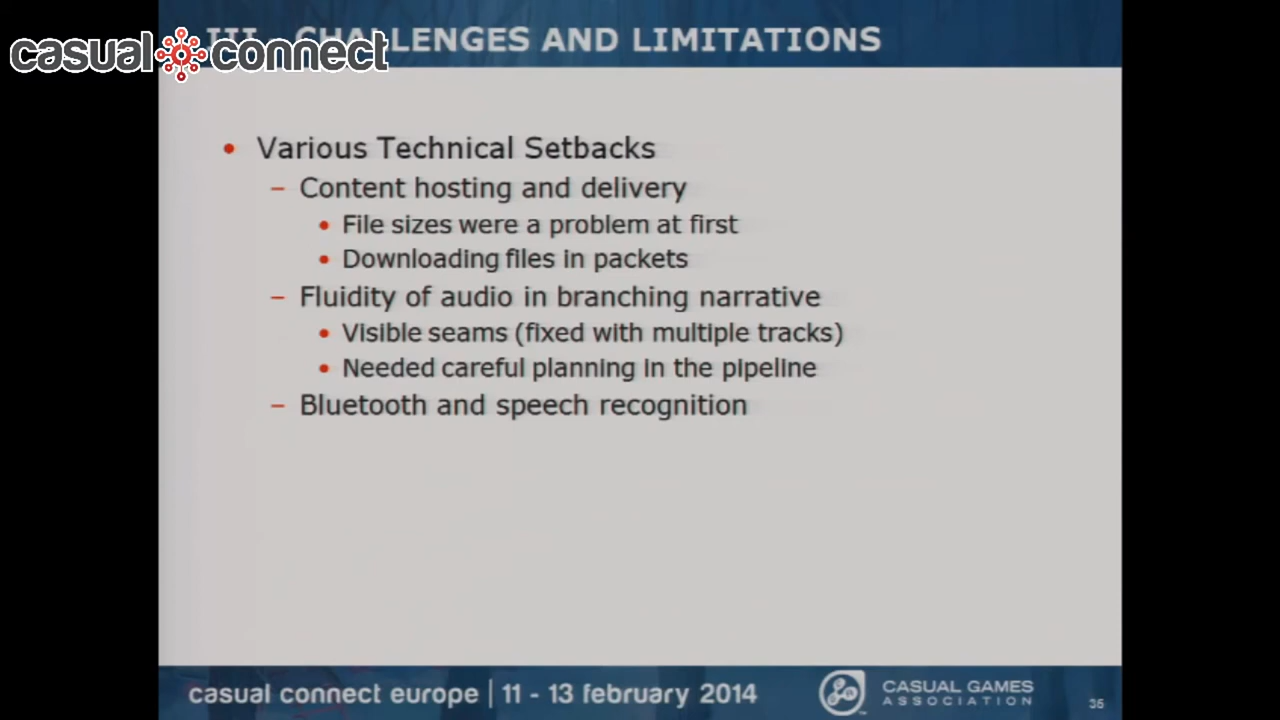 III - CHALLENGES AND LIMITATIONS
casual connect
• Various Technical Setbacks
– Content hosting and delivery
• File sizes were a problem at first
• Downloading files in packets
– Fluidity of audio in branching narrative
• Visible seams (fixed with multiple tracks)
• Needed careful planning in the pipeline
– Bluetooth and speech recognition
casual connect europe | 11 - 13 february 2014
CASUAL GAMES
ASSOCIATION